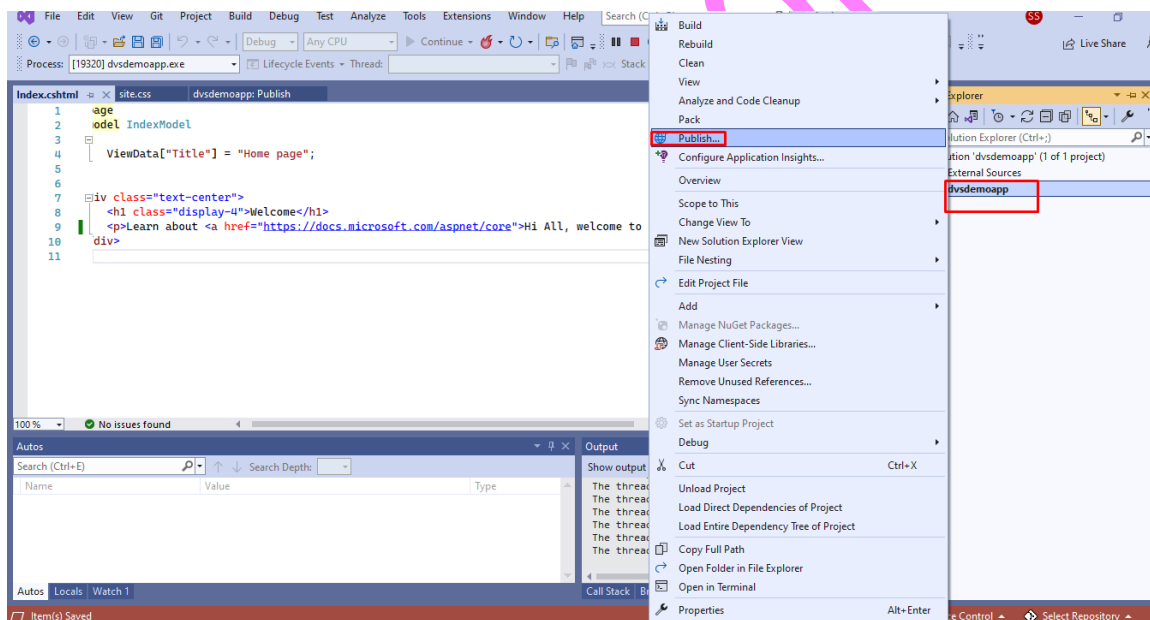 File Edit View Git Project Build Debug Test Analyze Tools Extensions Window Help Search (C
SS
Debug Any CPU Continue
Live Share
Process: [19320] dvsdemoapp.exe Lifecycle Events Thread: Stack
Index.cshtml site.css dvsdemoapp: Publish
1 age
2 odel IndexModel
3
4 ViewData["Title"] = "Home page";
5
6
7 iv class="text-center">
8 <h1 class="display-4">Welcome</h1>
9 <p>Learn about <a href="https://docs.microsoft.com/aspnet/core">Hi All, welcome to
10 div>
11
100 % No issues found
Autos
Search (Ctrl+E) Search Depth:
Name Value Type
Autos Locals Watch 1
Output
Show output
The threa
The threa
The threa
The threa
The threa
The threa
Call Stack Br
Item(s) Saved
Build
Rebuild
Clean
View
Analyze and Code Cleanup
Pack
Publish...
Configure Application Insights...
Overview
Scope to This
Change View To
New Solution Explorer View
File Nesting
Edit Project File
Add
Manage NuGet Packages...
Manage Client-Side Libraries...
Manage User Secrets
Remove Unused References...
Sync Namespaces
Set as Startup Project
Debug
Cut Ctrl+X
Unload Project
Load Direct Dependencies of Project
Load Entire Dependency Tree of Project
Copy Full Path
Open Folder in File Explorer
Open in Terminal
Properties Alt+Enter
Explorer
lution Explorer (Ctrl+;)
ution 'dvsdemoapp' (1 of 1 project)
External Sources
dvsdemoapp
e Control Select Repository